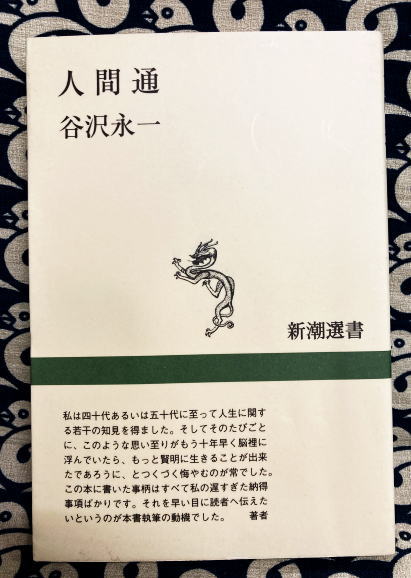 人間通
谷沢永一
新潮選書
私は四十代あるいは五十代に至って人生に関す
る若干の知見を得ました。そしてそのたびごと
に、このような思い至りがもう十年早く脳裡に
浮んでいたら、もっと賢明に生きることが出来
たであろうに、とつくづく悔やむのが常でした。
この本に書いた事柄はすべて私の遅すぎた納得
事項ばかりです。それを早い目に読者へ伝えた
いというのが本書執筆の動機でした。　著者